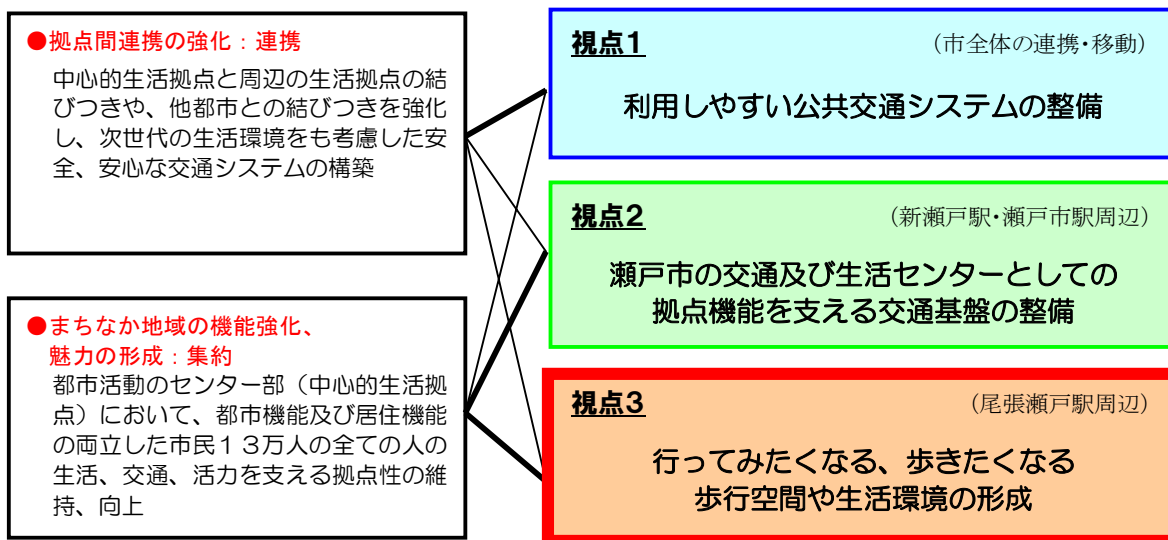 ●拠点間連携の強化：連携
中心的生活拠点と周辺の生活拠点の結
びつきや、他都市との結びつきを強化
し、次世代の生活環境をも考慮した安
全、安心な交通システムの構築
●まちなか地域の機能強化、
魅力の形成：集約
都市活動のセンター部（中心的生活拠
点）において、都市機能及び居住機能
の両立した市民１３万人の全ての人の
生活、交通、活力を支える拠点性の維
持、向上
視点1 （市全体の連携・移動）
利用しやすい公共交通システムの整備
視点2 （新瀬戸駅・瀬戸市駅周辺）
瀬戸市の交通及び生活センターとしての
拠点機能を支える交通基盤の整備
視点3 （尾張瀬戸駅周辺）
行ってみたくなる、歩きたくなる
歩行空間や生活環境の形成